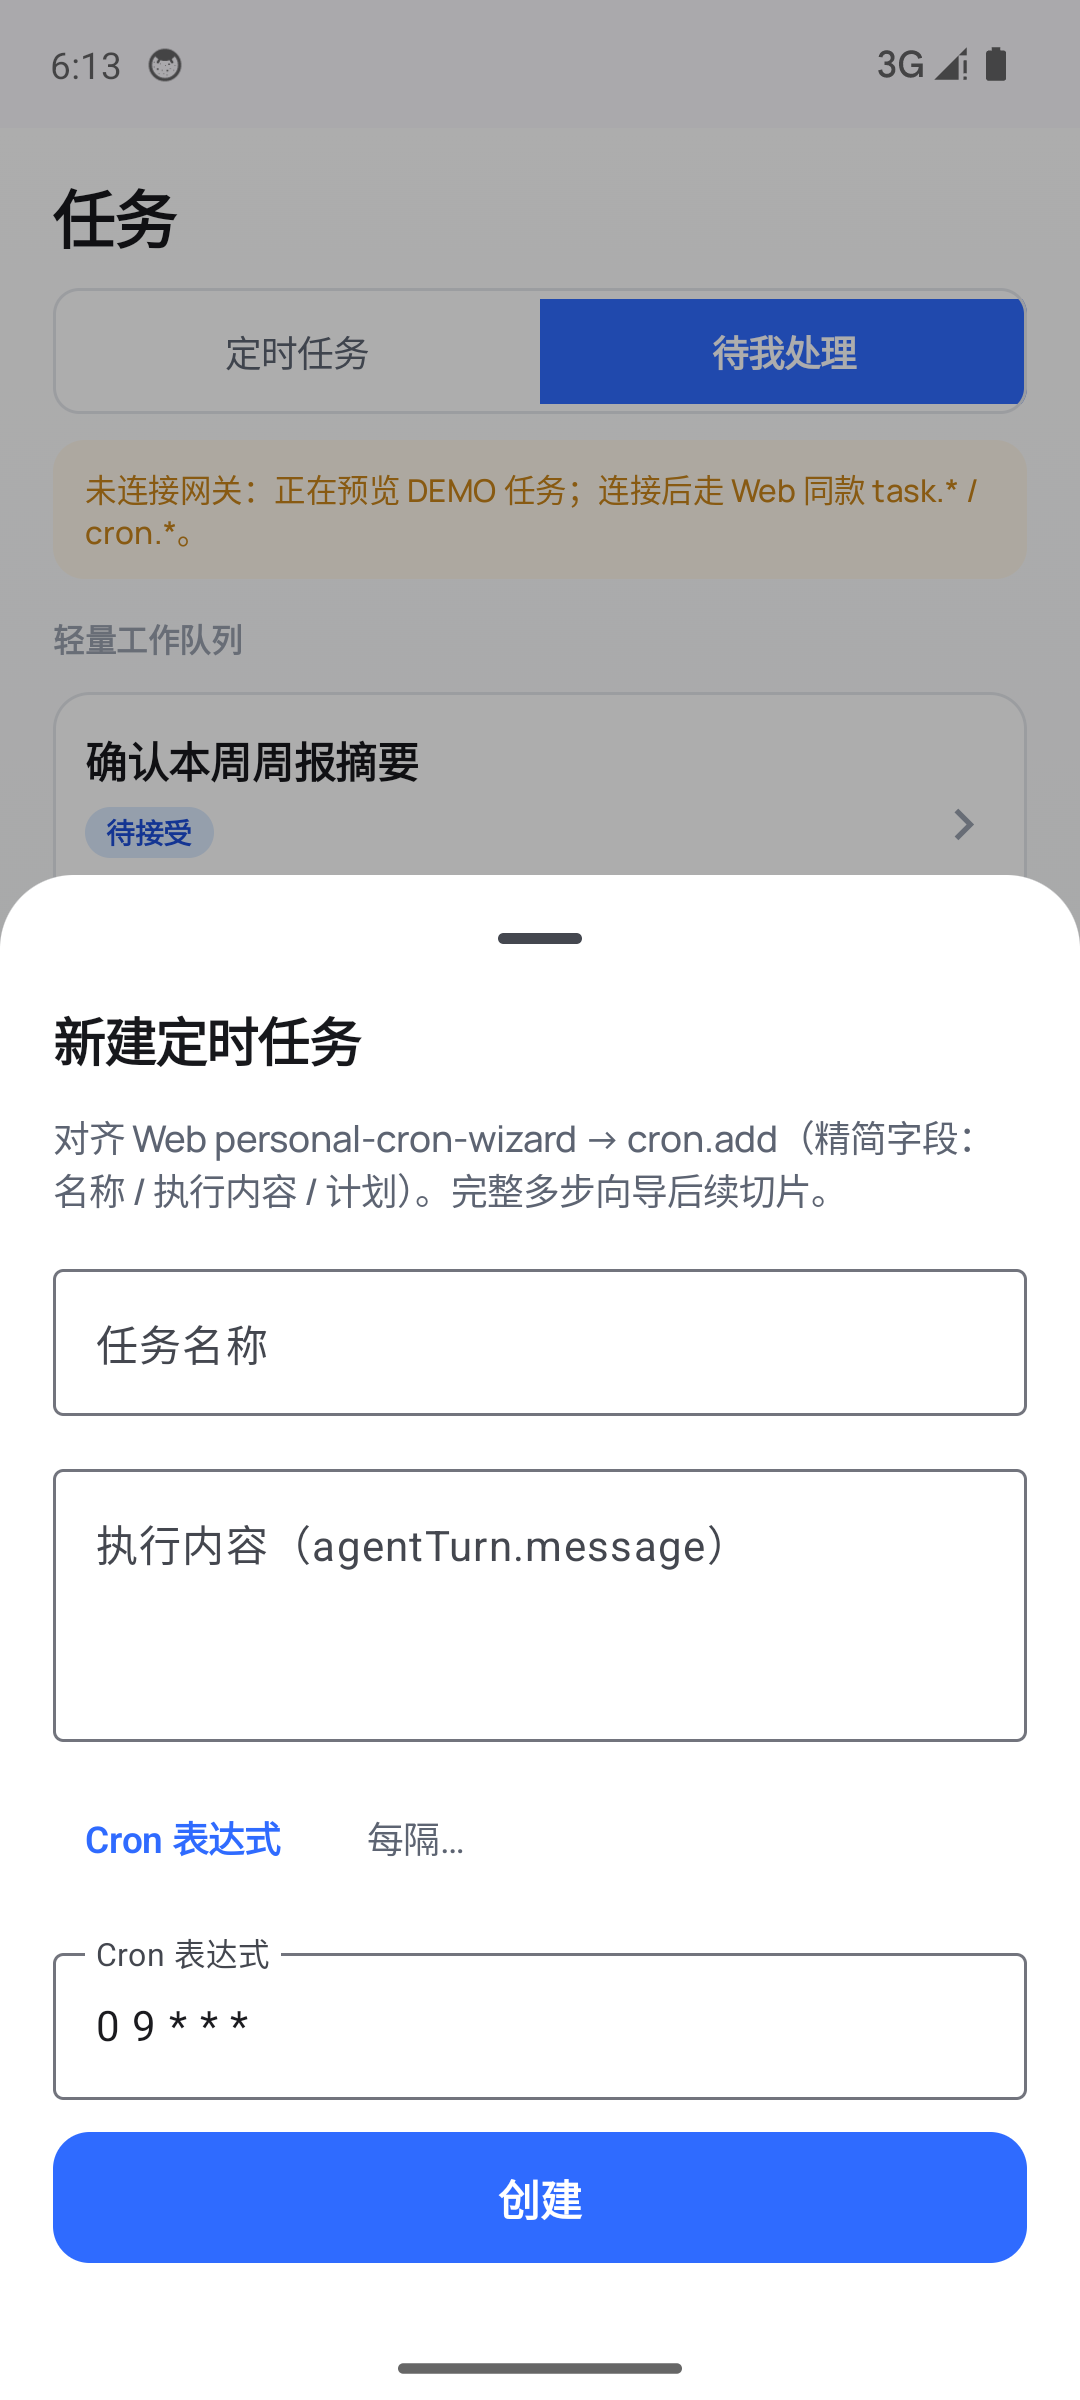 6:13
3G
任务
定时任务
待我处理
未连接网关：正在预览 DEMO 任务；连接后走 Web 同款 task.* /
cron.*。
轻量工作队列
确认本周周报摘要
待接受
新建定时任务
对齐 Web personal-cron-wizard → cron.add（精简字段：
名称 / 执行内容 / 计划）。完整多步向导后续切片。
任务名称
执行内容（agentTurn.message）
Cron 表达式
每隔...
Cron 表达式
0 9 * * *
创建